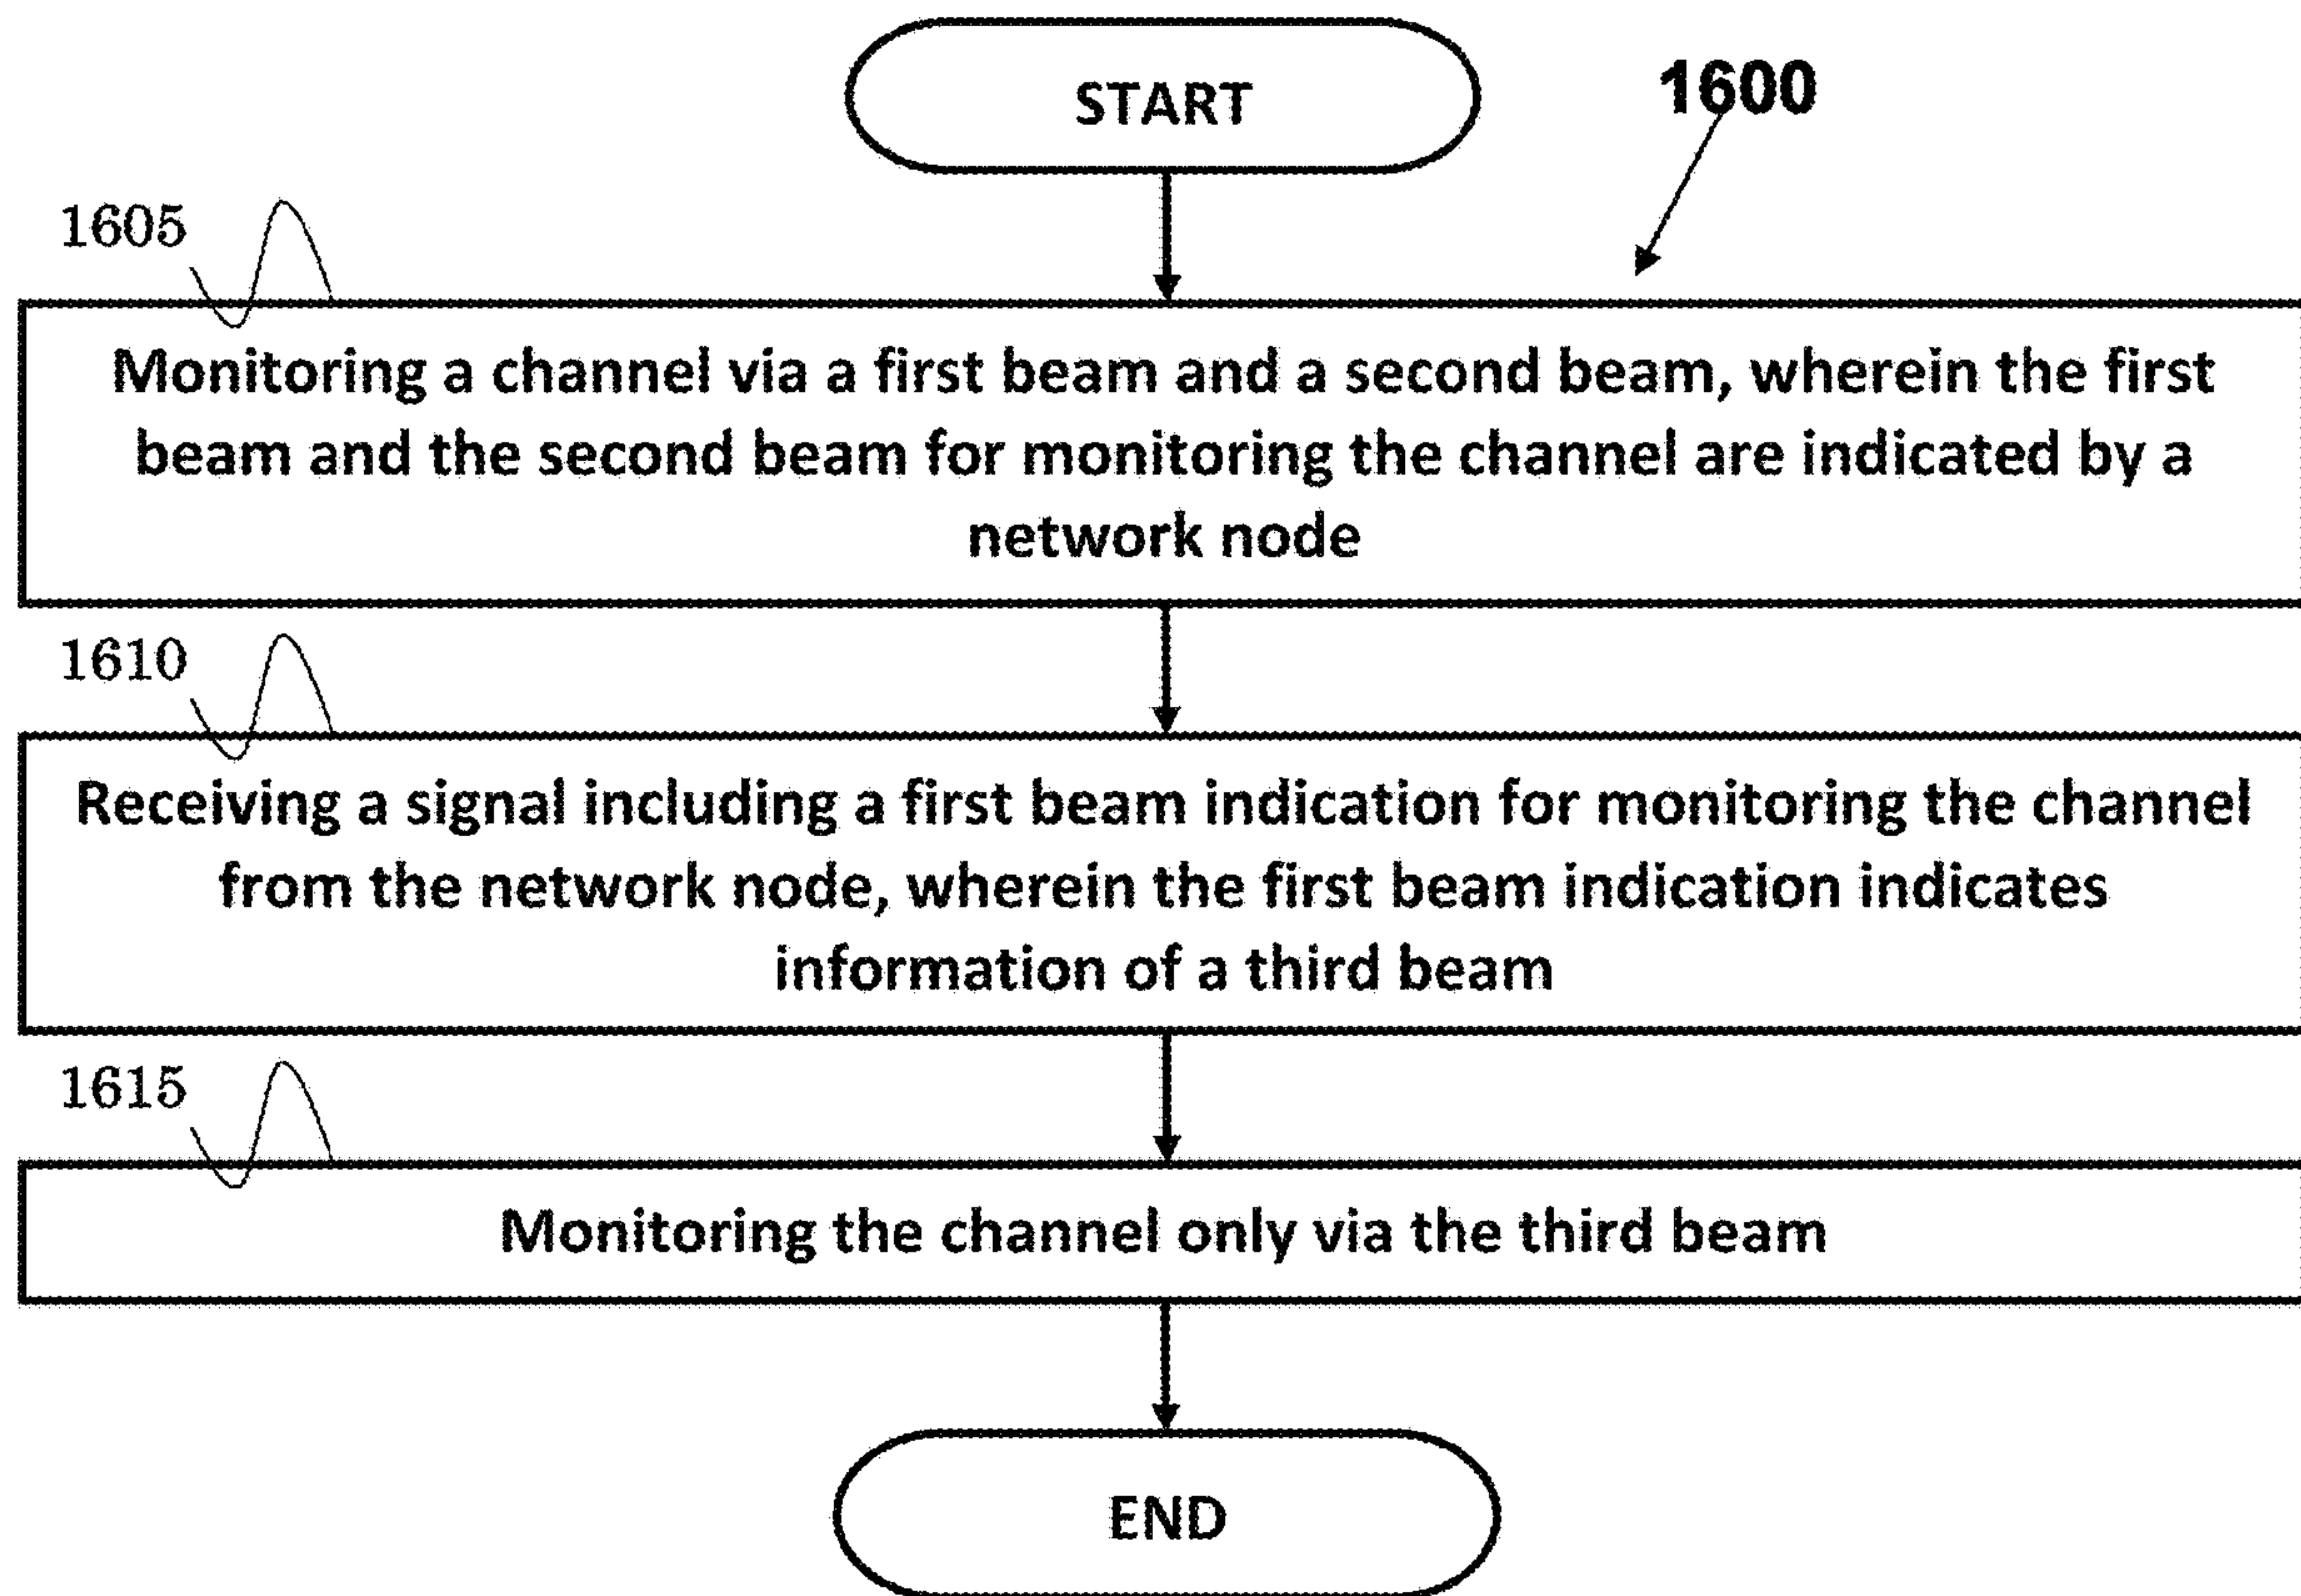 START
1600
1605
Monitoring a channel via a first beam and a second beam, wherein the first
beam and the second beam for monitoring the channel are indicated by a
network node
1610
Receiving a signal including a first beam indication for monitoring the channel
from the network node, wherein the first beam indication indicates
information of a third beam
1615
Monitoring the channel only via the third beam
END